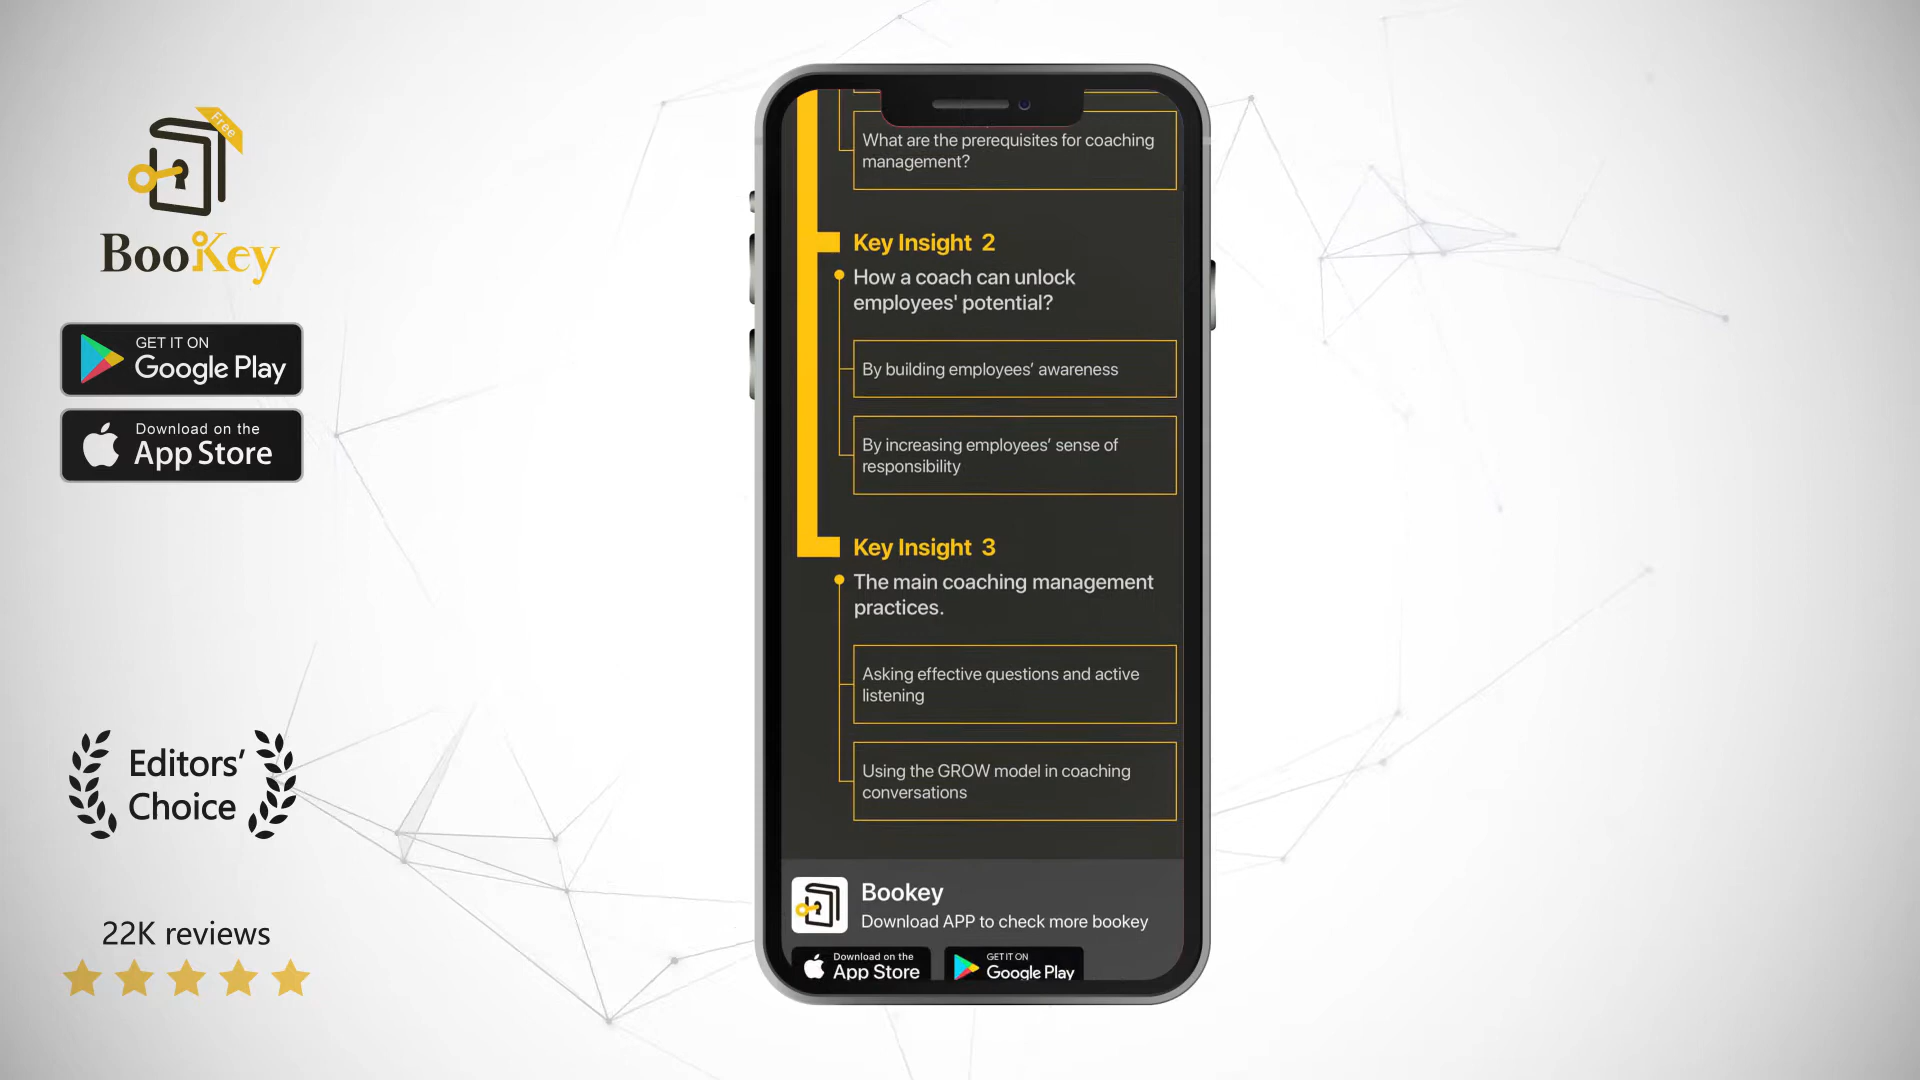 Free
BooKey
GET IT ON
Google Play
Download on the
App Store
Editors’
Choice
22K reviews
What are the prerequisites for coaching
management?
Key Insight 2
How a coach can unlock
employees' potential?
By building employees’ awareness
By increasing employees’ sense of
responsibility
Key Insight 3
The main coaching management
practices.
Asking effective questions and active
listening
Using the GROW model in coaching
conversations
Bookey
Download APP to check more bookey
Download on the
App Store
GET IT ON
Google Play